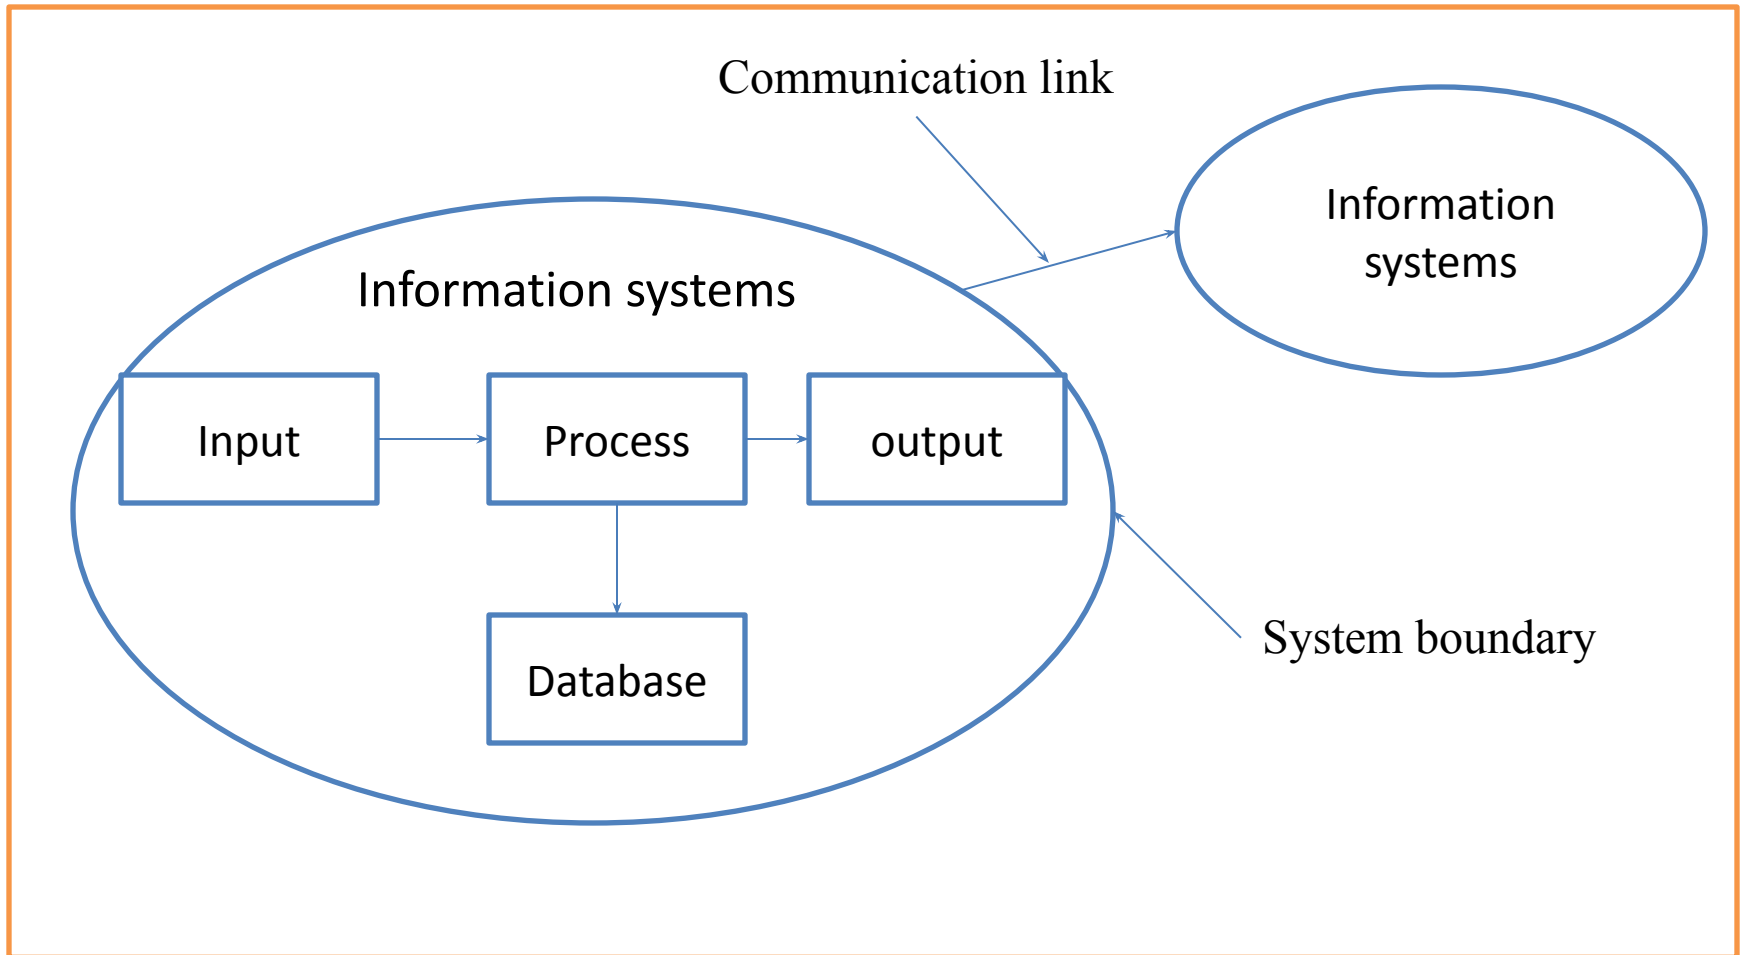 Communication link
Information
systems
Information systems
Input
Process
output
Database
System boundary